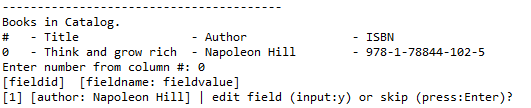 ----------------------------------------
Books in Catalog.
#   - Title               - Author              - ISBN
0   - Think and grow rich  - Napoleon Hill       - 978-1-78844-102-5
Enter number from column #: 0
[fieldid]  [fieldname: fieldvalue]
[1] [author: Napoleon Hill] | edit field (input:y) or skip (press:Enter)?